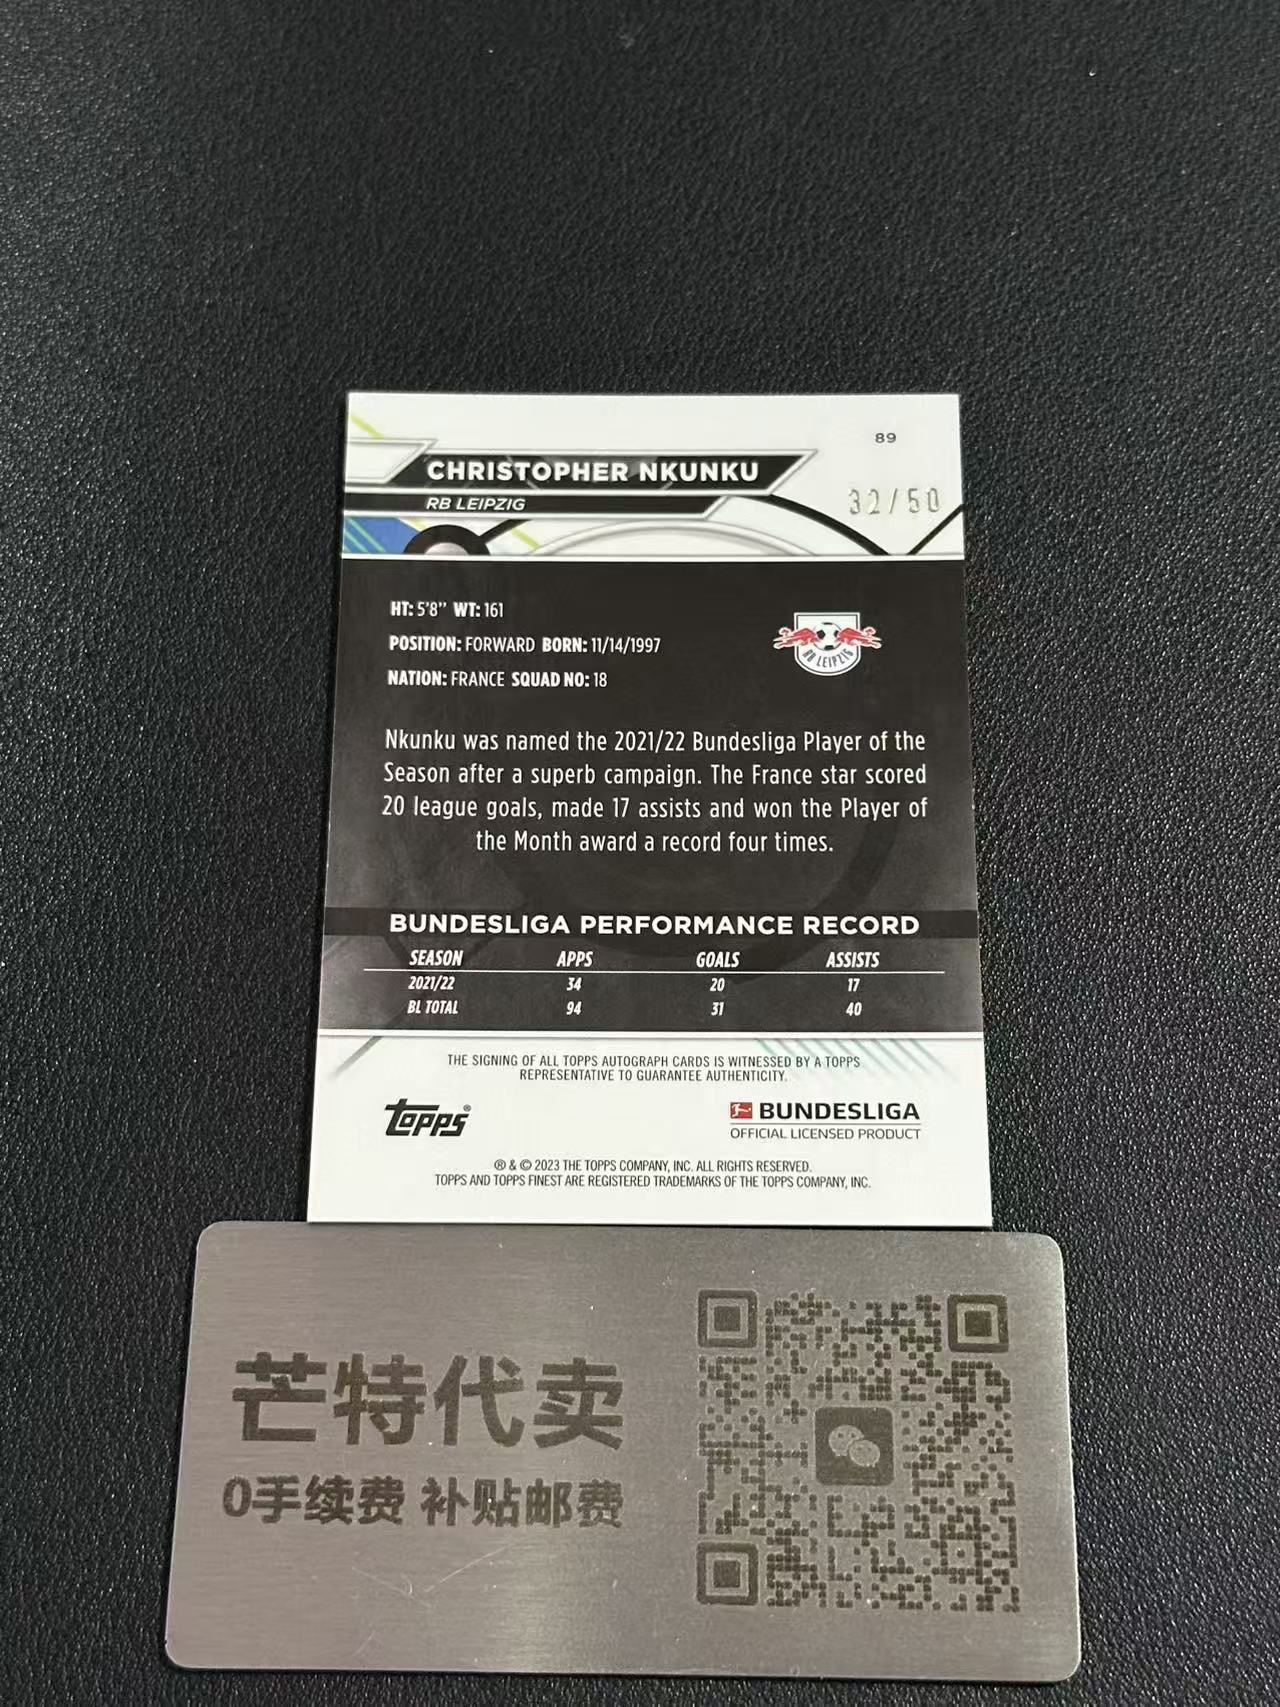 89
CHRISTOPHER NKUNKU
32/50
RB LEIPZIG
HT: 5'8" WT: 161
POSITION: FORWARD BORN: 11/14/1997
NATION: FRANCE SQUAD NO: 18
RB LEIPZIG
Nkunku was named the 2021/22 Bundesliga Player of the
Season after a superb campaign. The France star scored
20 league goals, made 17 assists and won the Player of
the Month award a record four times.
BUNDESLIGA PERFORMANCE RECORD
SEASON APPS GOALS ASSISTS
2021/22 34 20 17
BL TOTAL 94 31 40
THE SIGNING OF ALL TOPPS AUTOGRAPH CARDS IS WITNESSED BY A TOPPS
REPRESENTATIVE TO GUARANTEE AUTHENTICITY.
Topps®
BUNDESLIGA
OFFICIAL LICENSED PRODUCT
® & © 2023 THE TOPPS COMPANY, INC. ALL RIGHTS RESERVED.
TOPPS AND TOPPS FINEST ARE REGISTERED TRADEMARKS OF THE TOPPS COMPANY, INC.
芒特代卖
0手续费 补贴邮费